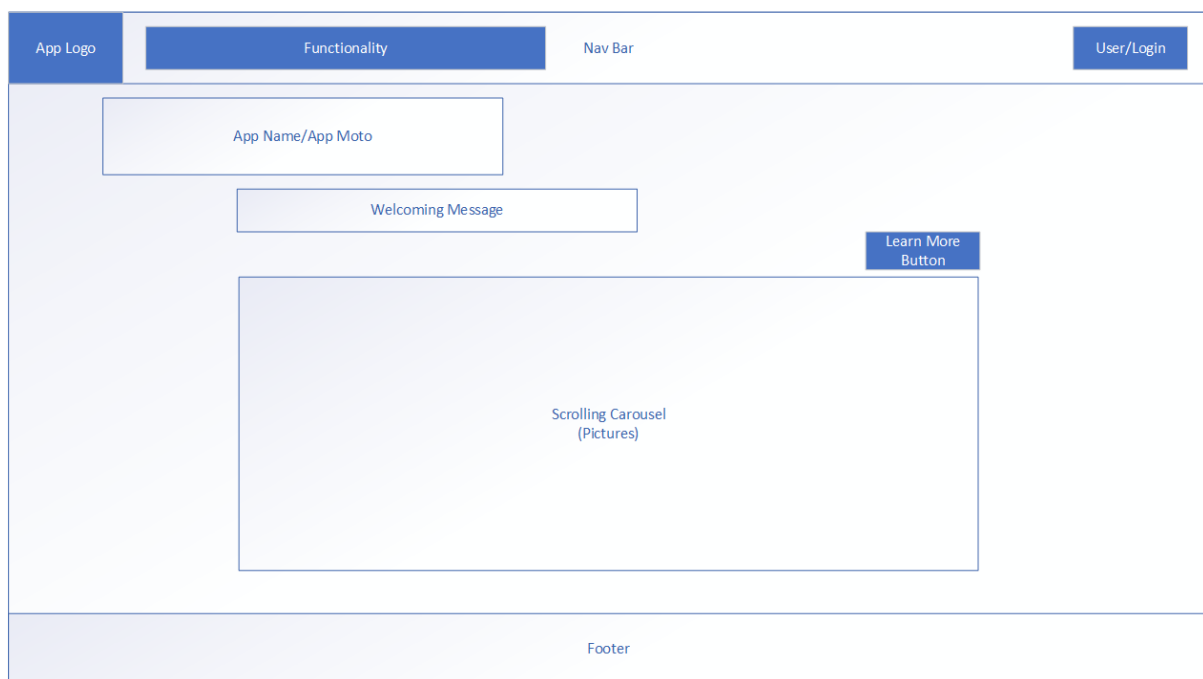 App Logo
Functionality
Nav Bar
User/Login
App Name/App Moto
Welcoming Message
Learn More
Button
Scrolling Carousel
(Pictures)
Footer